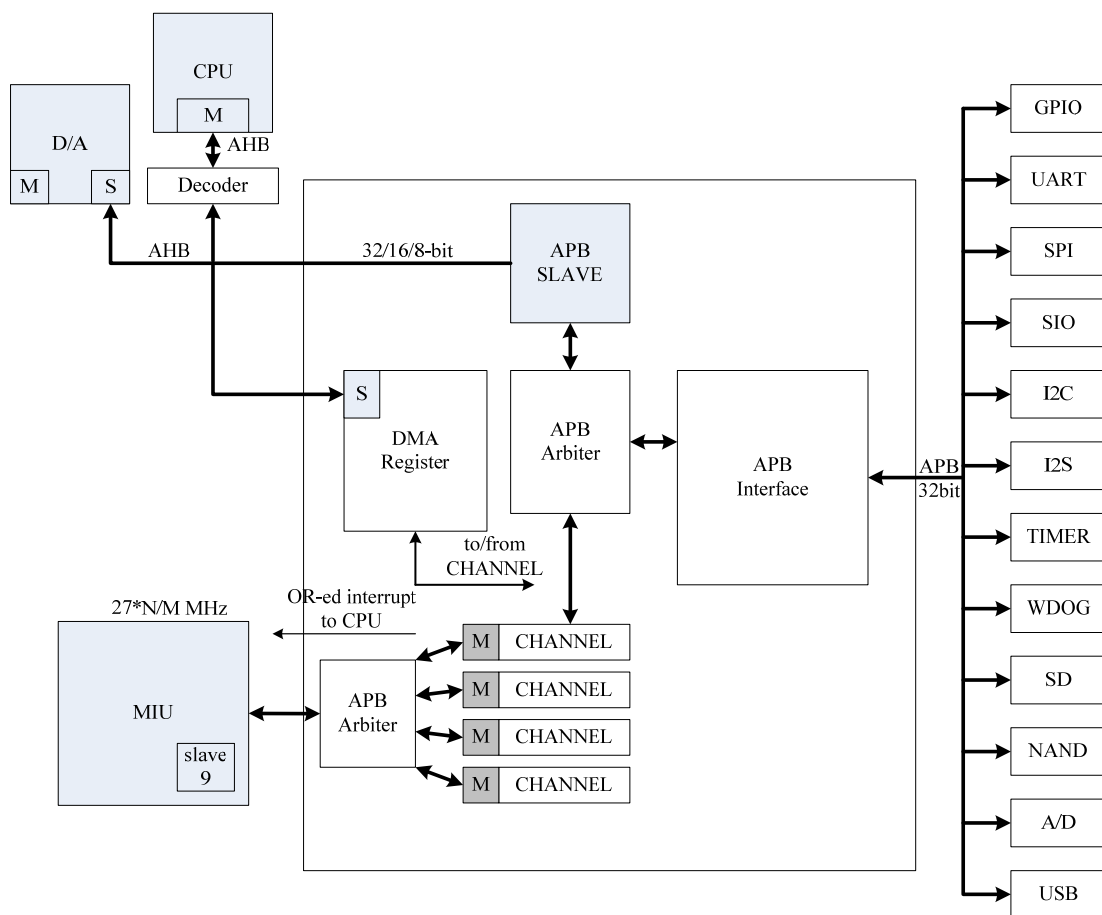 CPU
M
AHB
D/A
M
S
Decoder
AHB
32/16/8-bit
APB
SLAVE
S
DMA
Register
APB
Arbiter
APB
Interface
APB
32bit
to/from
CHANNEL
OR-ed interrupt
to CPU
27*N/M MHz
MIU
slave
9
APB
Arbiter
M
CHANNEL
M
CHANNEL
M
CHANNEL
M
CHANNEL
GPIO
UART
SPI
SIO
I2C
I2S
TIMER
WDOG
SD
NAND
A/D
USB